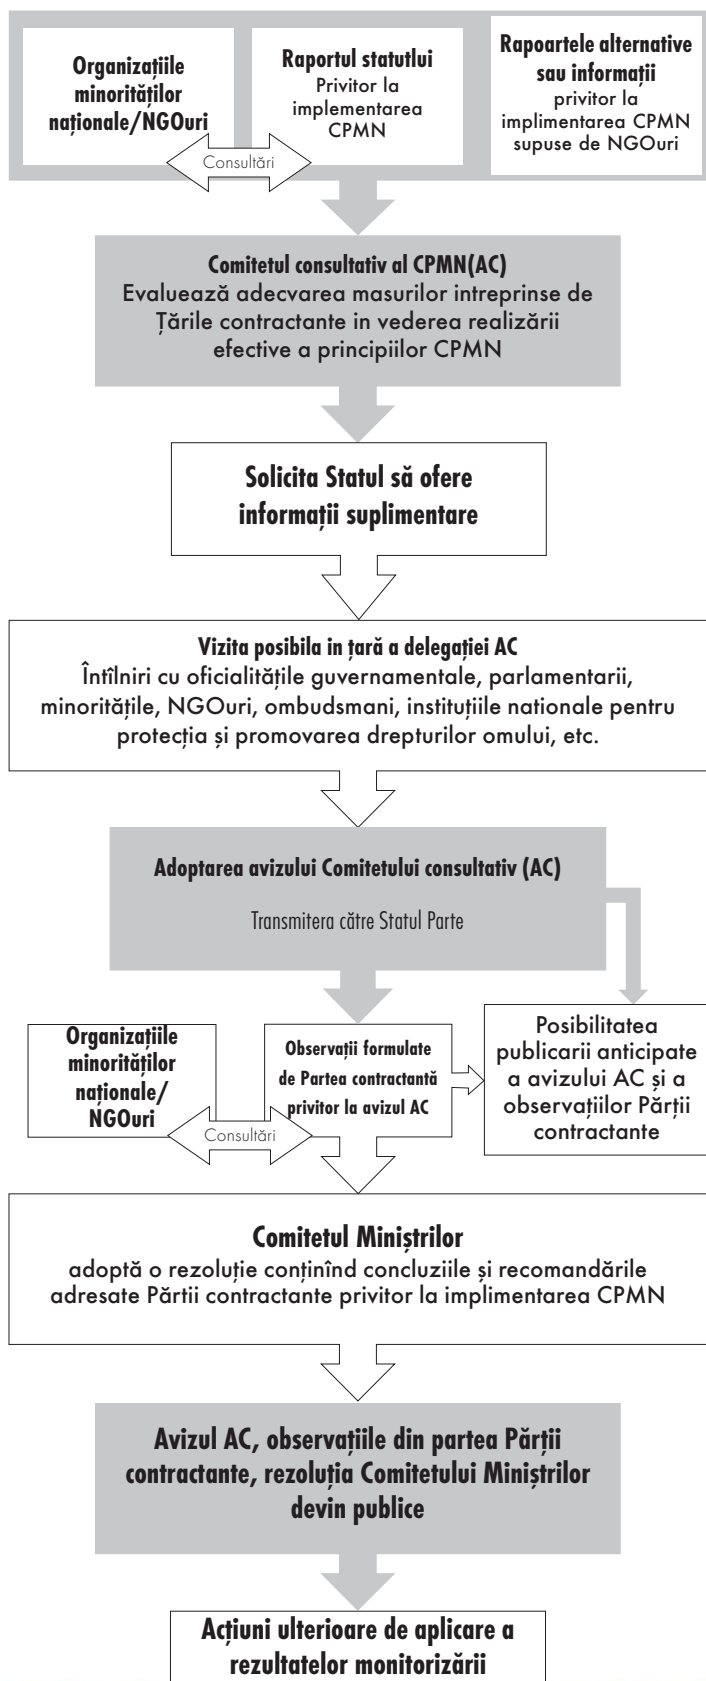 Organizațiile
minorităților
naționale/NGOuri
Raportul statutlui
Privitor la
implementarea
CPMN
Rapoartele alternative
sau informații
privitor la
implimentarea CPMN
supuse de NGOuri
Consultări
Comitetul consultativ al CPMN(AC)
Evaluează adecvarea masurilor intreprinse de
Țările contractante in vederea realizării
efective a principiilor CPMN
Solicita Statul să ofere
informații suplimentare
Vizita posibila in țară a delegației AC
Întîlniri cu oficialitățile guvernamentale, parlamentarii,
minoritățile, NGOuri, ombudsmani, instituțiile nationale pentru
protecția și promovarea drepturilor omului, etc.
Adoptarea avizului Comitetului consultativ (AC)
Transmitera către Statul Parte
Organizațiile
minorităților
naționale/
NGOuri
Consultări
Observații formulate
de Partea contractantă
privitor la avizul AC
Posibilitatea
publicarii anticipate
a avizului AC și a
observațiilor Părții
contractante
Comitetul Miniștrilor
adoptă o rezoluție conținînd concluziile și recomandările
adresate Părtii contractante privitor la implimentarea CPMN
Avizul AC, observațiile din partea Părții
contractante, rezoluția Comitetului Miniștrilor
devin publice
Acțiuni ulterioare de aplicare a
rezultatelor monitorizării